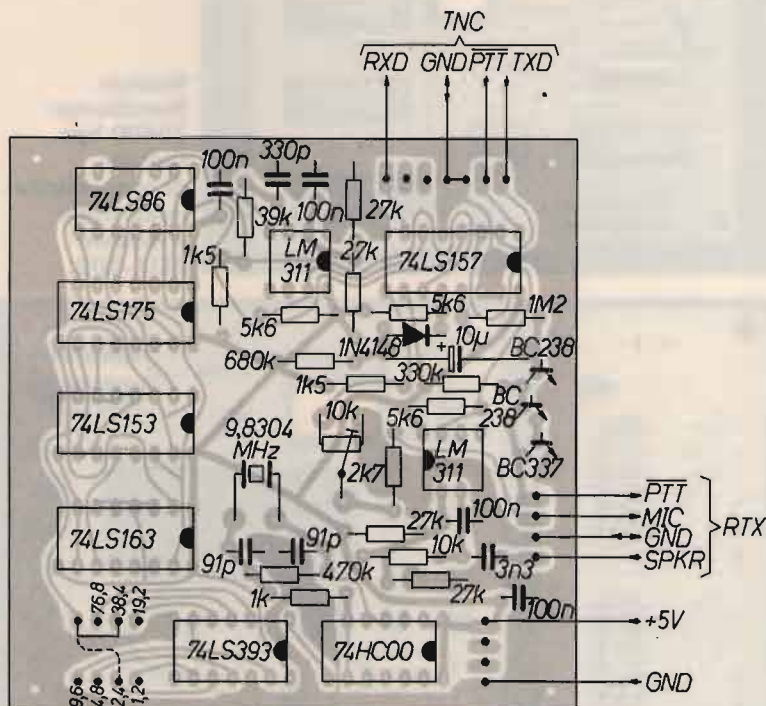 TNC
RXD GND PTT TXD
100n
330p
74LS86
39k
100n
27k
LM
311
27k
74LS157
1k5
74LS175
5k6
5k6
1M2
1N4148
+
10µ
BC238
680k
330k
1k5
BC
238
74LS153
9,8304
MHz
10k
5k6
LM
311
BC337
2k7
PTT
MIC
GND
SPKR
RTX
100n
74LS163
91p
91p
27k
10k
3n3
470k
27k
1k
100n
+5V
76,8
38,4
19,2
74LS393
74HC00
GND
9,6
4,8
2,4
1,2